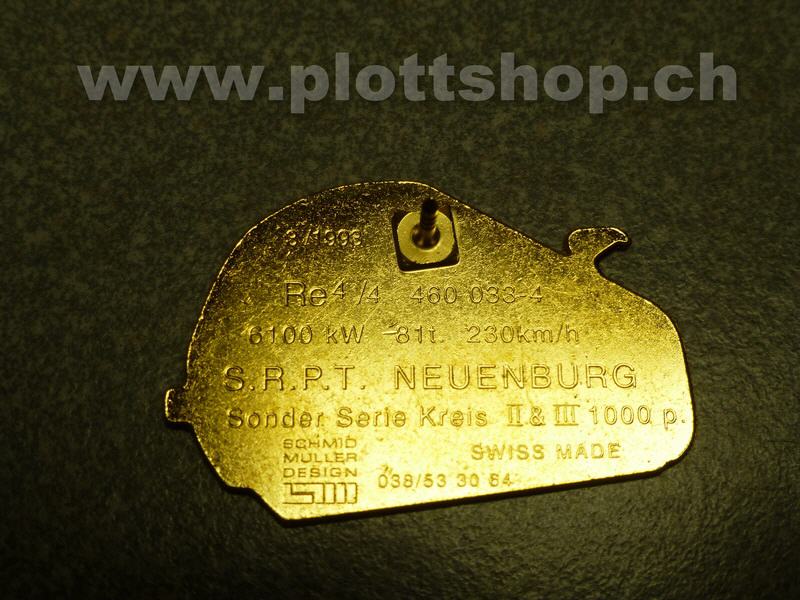 www.plottshop.ch
3/1993
Re 4/4 460 033-4
6100 kW 81t. 230km/h
S.R.P.T. NEUENBURG
Sonder Serie Kreis II & III 1000 p.
SCHMID
MULLER
DESIGN
SWISS MADE
038/53 30 64